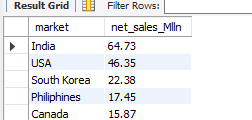 Result Grid Filter Rows:
market net_sales_Mlln
India 64.73
USA 46.35
South Korea 22.38
Philiphines 17.45
Canada 15.87